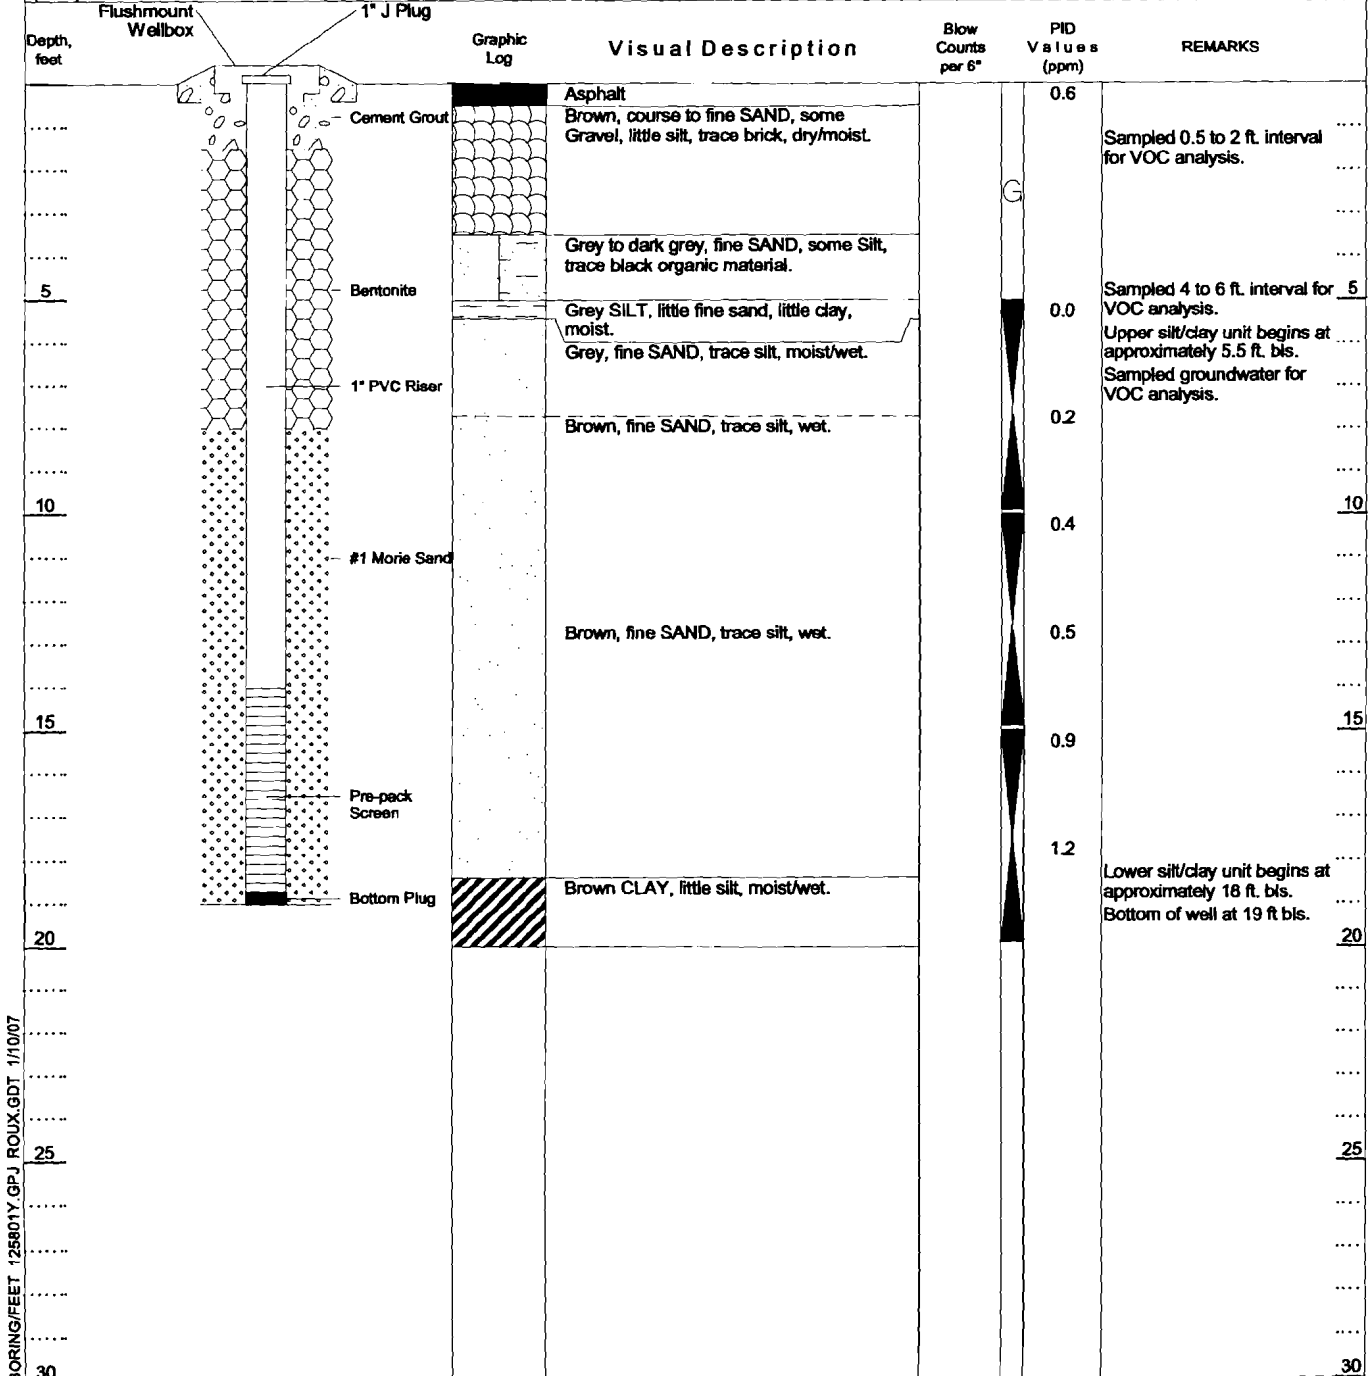 Flushmount
Wellbox
1" J Plug
Depth,
feet
Graphic
Log
Visual Description
Blow
Counts
per 6"
PID
Values
(ppm)
REMARKS
Asphalt
0.6
Cement Grout
Brown, course to fine SAND, some
Gravel, little silt, trace brick, dry/moist.
Sampled 0.5 to 2 ft. interval
for VOC analysis.
G
Grey to dark grey, fine SAND, some Silt,
trace black organic material.
5
Bentonite
Sampled 4 to 6 ft. interval for
VOC analysis.
5
Grey SILT, little fine sand, little clay,
moist.
0.0
Upper silt/clay unit begins at
approximately 5.5 ft. bls.
Grey, fine SAND, trace silt, moist/wet.
Sampled groundwater for
VOC analysis.
1" PVC Riser
Brown, fine SAND, trace silt, wet.
0.2
10
10
0.4
#1 Morie Sand
Brown, fine SAND, trace silt, wet.
0.5
15
15
0.9
Pre-pack
Screen
1.2
Lower silt/clay unit begins at
approximately 18 ft. bls.
Brown CLAY, little silt, moist/wet.
Bottom Plug
Bottom of well at 19 ft bls.
20
20
25
25
30
30
BORING/FEET 125801Y.GPJ ROUX.GDT 1/10/07